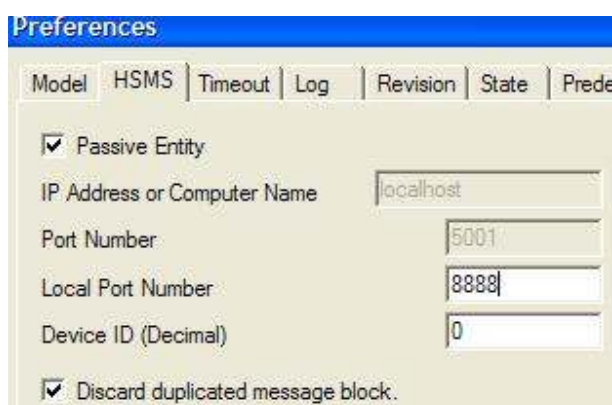 Preferences
Model HSMS Timeout Log Revision State Prede
Passive Entity
IP Address or Computer Name localhost
Port Number 5001
Local Port Number 8888
Device ID (Decimal) 0
Discard duplicated message block.